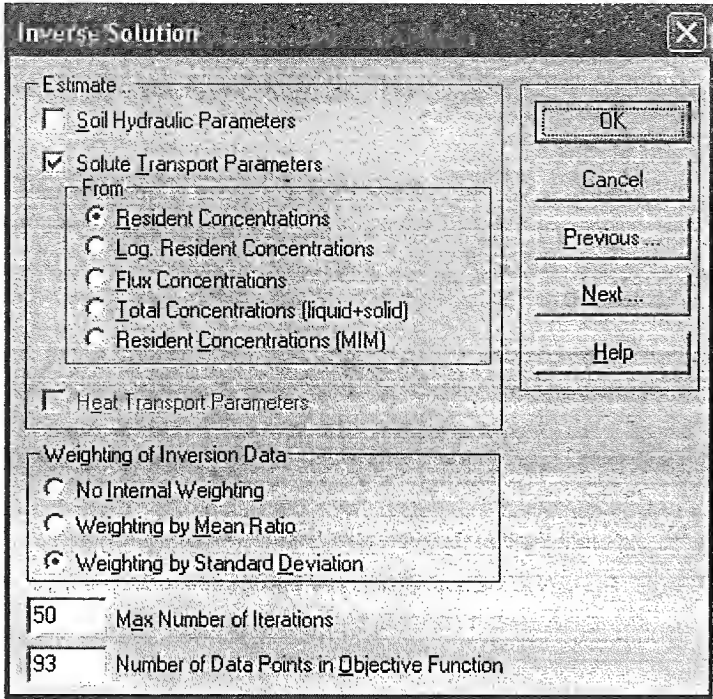 Inverse Solution
Estimate ..
Soil Hydraulic Parameters
Solute Transport Parameters
From
Resident Concentrations
Log. Resident Concentrations
Flux Concentrations
Total Concentrations (liquid+solid)
Resident Concentrations (MIM)
Heat Transport Parameters
OK
Cancel
Previous ...
Next ...
Help
Weighting of Inversion Data
No Internal Weighting
Weighting by Mean Ratio
Weighting by Standard Deviation
50 Max Number of Iterations
93 Number of Data Points in Objective Function